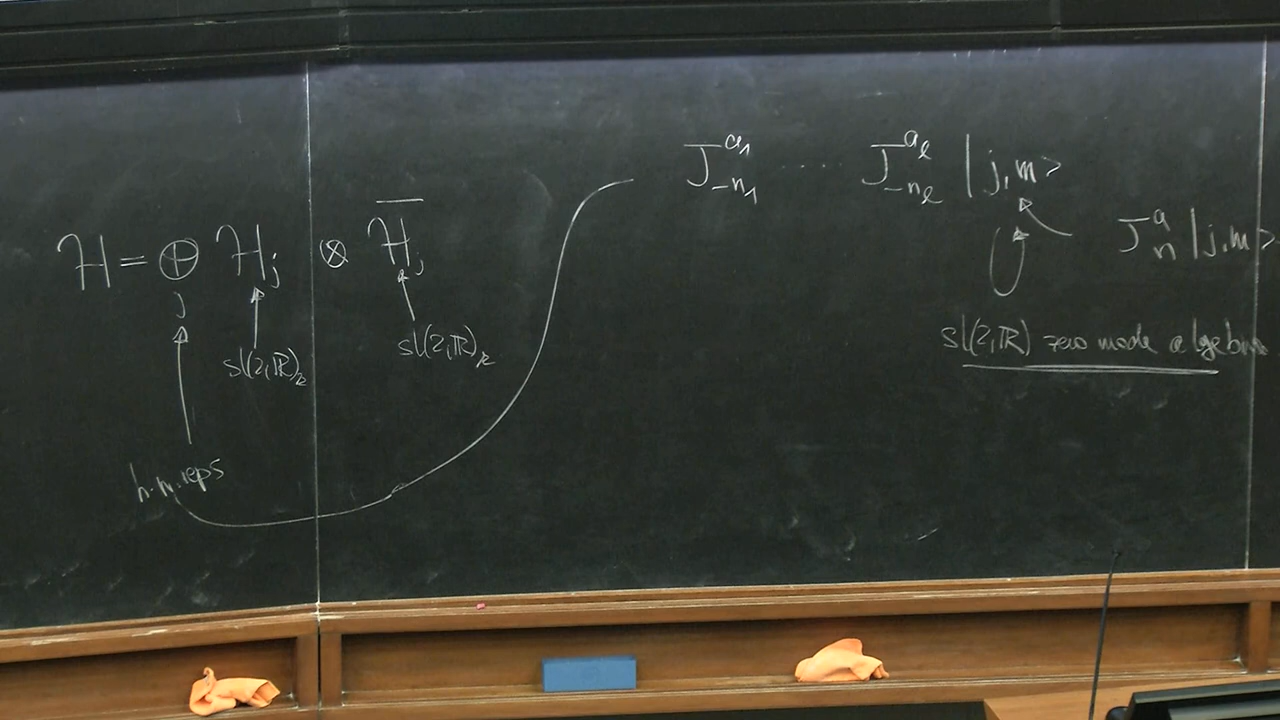 H = ⊕ H_j ⊗ \overline{H}_j
j
sl(2,ℝ)_k
sl(2,ℝ)_k
h.w. reps
J^{a_1}_{-n_1} ..... J^{a_ℓ}_{-n_ℓ} |j,m>
J^a_n |j,m>
sl(2,ℝ) zero mode algebra